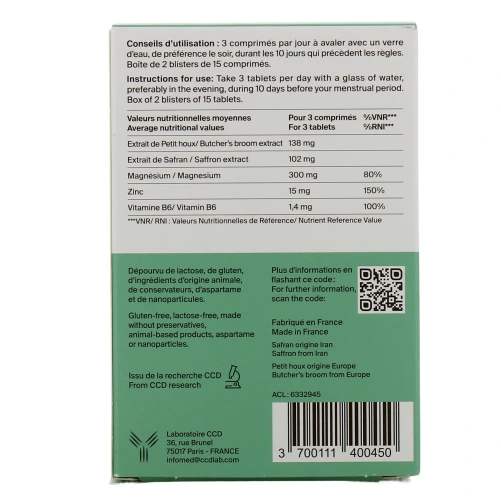 Conseils d'utilisation : 3 comprimés par jour à avaler avec un verre
d'eau, de préférence le soir, durant les 10 jours qui précèdent les règles.
Boîte de 2 blisters de 15 comprimés.
Instructions for use: Take 3 tablets per day with a glass of water,
preferably in the evening, during 10 days before your menstrual period.
Box of 2 blisters of 15 tablets.
Valeurs nutritionnelles moyennes Pour 3 comprimés %VNR***
Average nutritional values For 3 tablets %RNI***
Extrait de Petit houx/ Butcher's broom extract 138 mg
Extrait de Safran / Saffron extract 102 mg
Magnésium / Magnesium 300 mg 80%
Zinc 15 mg 150%
Vitamine B6/ Vitamin B6 1,4 mg 100%
***VNR/ RNI : Valeurs Nutritionnelles de Référence/ Nutrient Reference Value
Dépourvu de lactose, de gluten,
d'ingrédients d'origine animale,
de conservateurs, d'aspartame
et de nanoparticules.
Gluten-free, lactose-free, made
without preservatives,
animal-based products, aspartame
or nanoparticles.
Issu de la recherche CCD
From CCD research
Laboratoire CCD
36, rue Brunel
75017 Paris - FRANCE
infomed@ccdlab.com
Plus d'informations en
flashant ce code :
For further information,
scan the code:
Fabriqué en France
Made in France
Safran origine Iran
Saffron from Iran
Petit houx origine Europe
Butcher's broom from Europe
ACL: 6332945
3 700111 400450